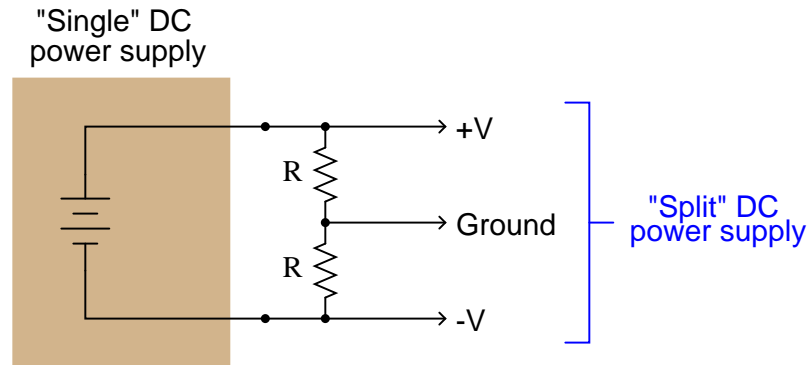 "Single" DC
power supply
+V
R
Ground
"Split" DC
power supply
R
-V